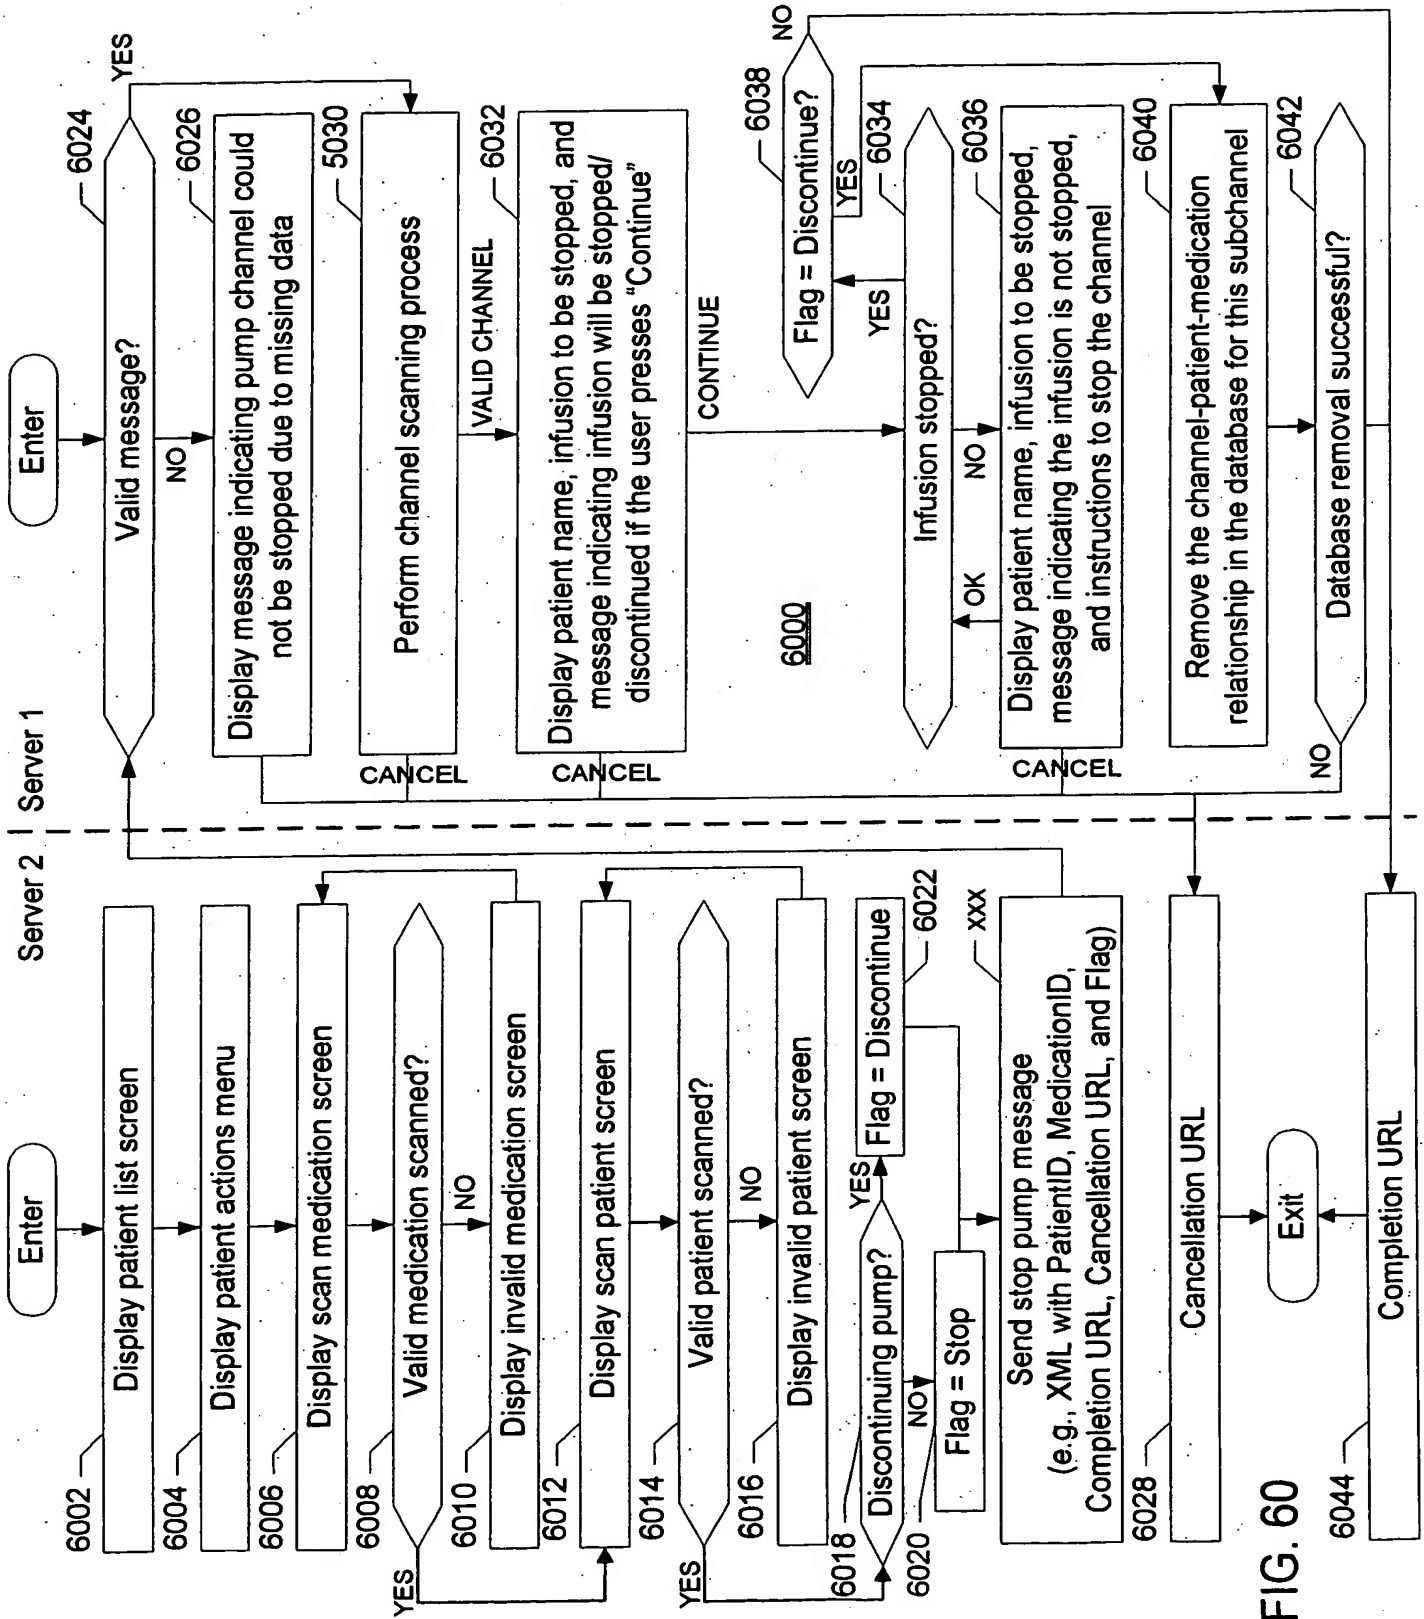 Server 2
Enter
6002
Display patient list screen
6004
Display patient actions menu
6006
Display scan medication screen
6008
Valid medication scanned?
YES
NO
6010
Display invalid medication screen
6012
Display scan patient screen
6014
Valid patient scanned?
YES
NO
6016
Display invalid patient screen
6018
Discontinuing pump?
YES
Flag = Discontinue
6022
NO
6020
Flag = Stop
XXX
Send stop pump message
(e.g., XML with PatientID, MedicationID,
Completion URL, Cancellation URL, and Flag)
6028
Cancellation URL
Exit
6044
Completion URL
Server 1
Enter
6024
Valid message?
YES
NO
6026
Display message indicating pump channel could
not be stopped due to missing data
5030
Perform channel scanning process
CANCEL
VALID CHANNEL
6032
Display patient name, infusion to be stopped, and
message indicating infusion will be stopped/
discontinued if the user presses "Continue"
CANCEL
CONTINUE
6000
6038
Flag = Discontinue?
NO
YES
YES
6034
Infusion stopped?
OK
NO
6036
Display patient name, infusion to be stopped,
message indicating the infusion is not stopped,
and instructions to stop the channel
CANCEL
6040
Remove the channel-patient-medication
relationship in the database for this subchannel
6042
Database removal successful?
NO
FIG. 60